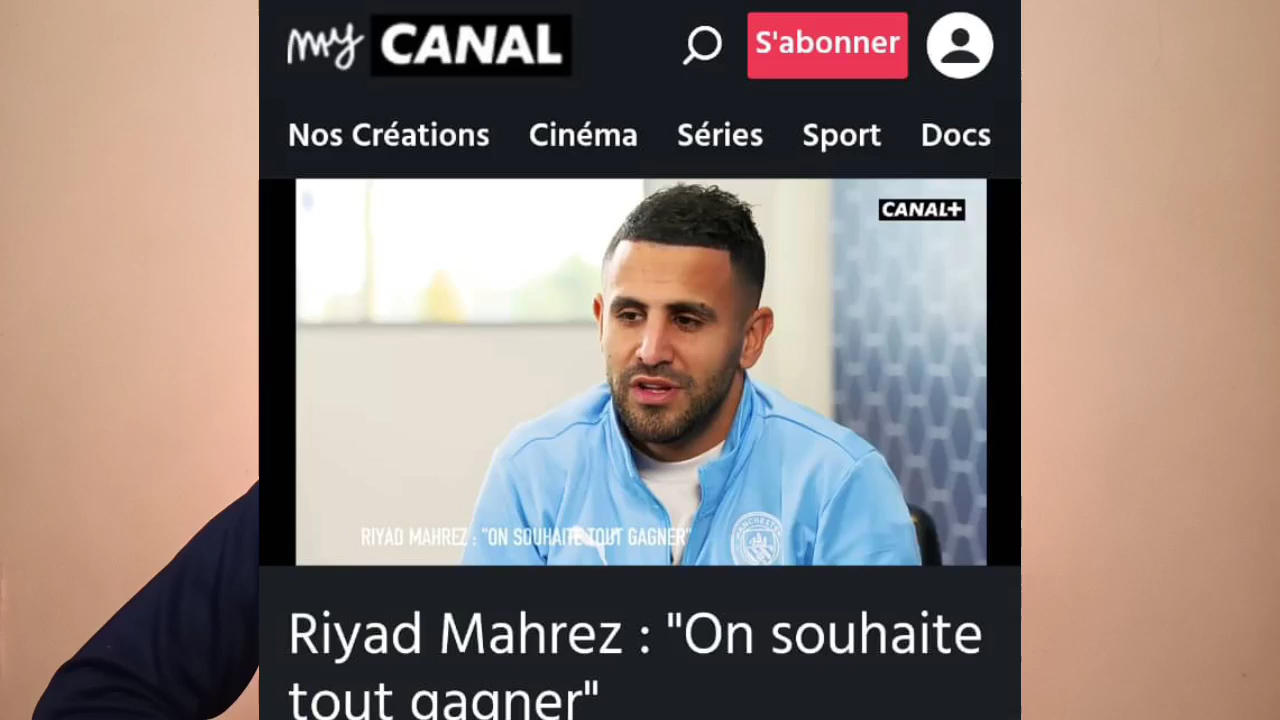 my CANAL
S'abonner
Nos Créations Cinéma Séries Sport Docs
CANAL+
RIYAD MAHREZ : "ON SOUHAITE TOUT GAGNER"
MANCHESTER
Riyad Mahrez : "On souhaite
tout gagner"